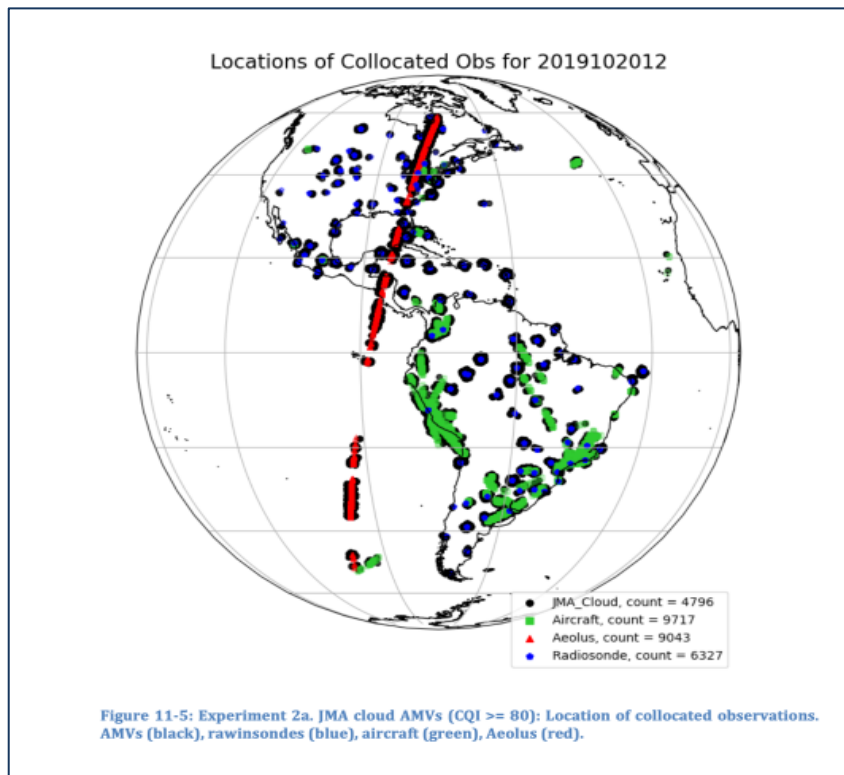 Locations of Collocated Obs for 2019102012
JMA_Cloud, count = 4796
Aircraft, count = 9717
Aeolus, count = 9043
Radiosonde, count = 6327
Figure 11-5: Experiment 2a. JMA cloud AMVs (CQI >= 80): Location of collocated observations.
AMVs (black), rawinsondes (blue), aircraft (green), Aeolus (red).